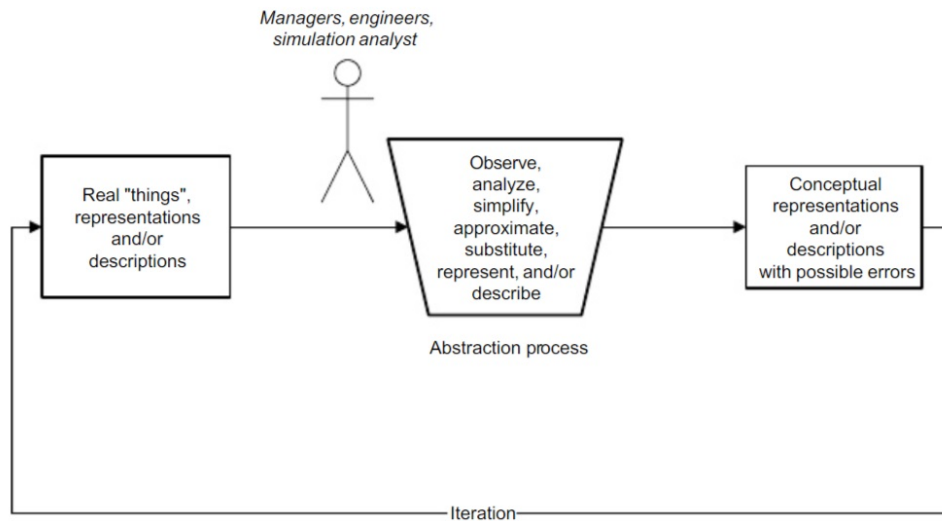 Managers, engineers,
simulation analyst
Real "things",
representations
and/or
descriptions
Observe,
analyze,
simplify,
approximate,
substitute,
represent, and/or
describe
Conceptual
representations
and/or
descriptions
with possible errors
Abstraction process
Iteration